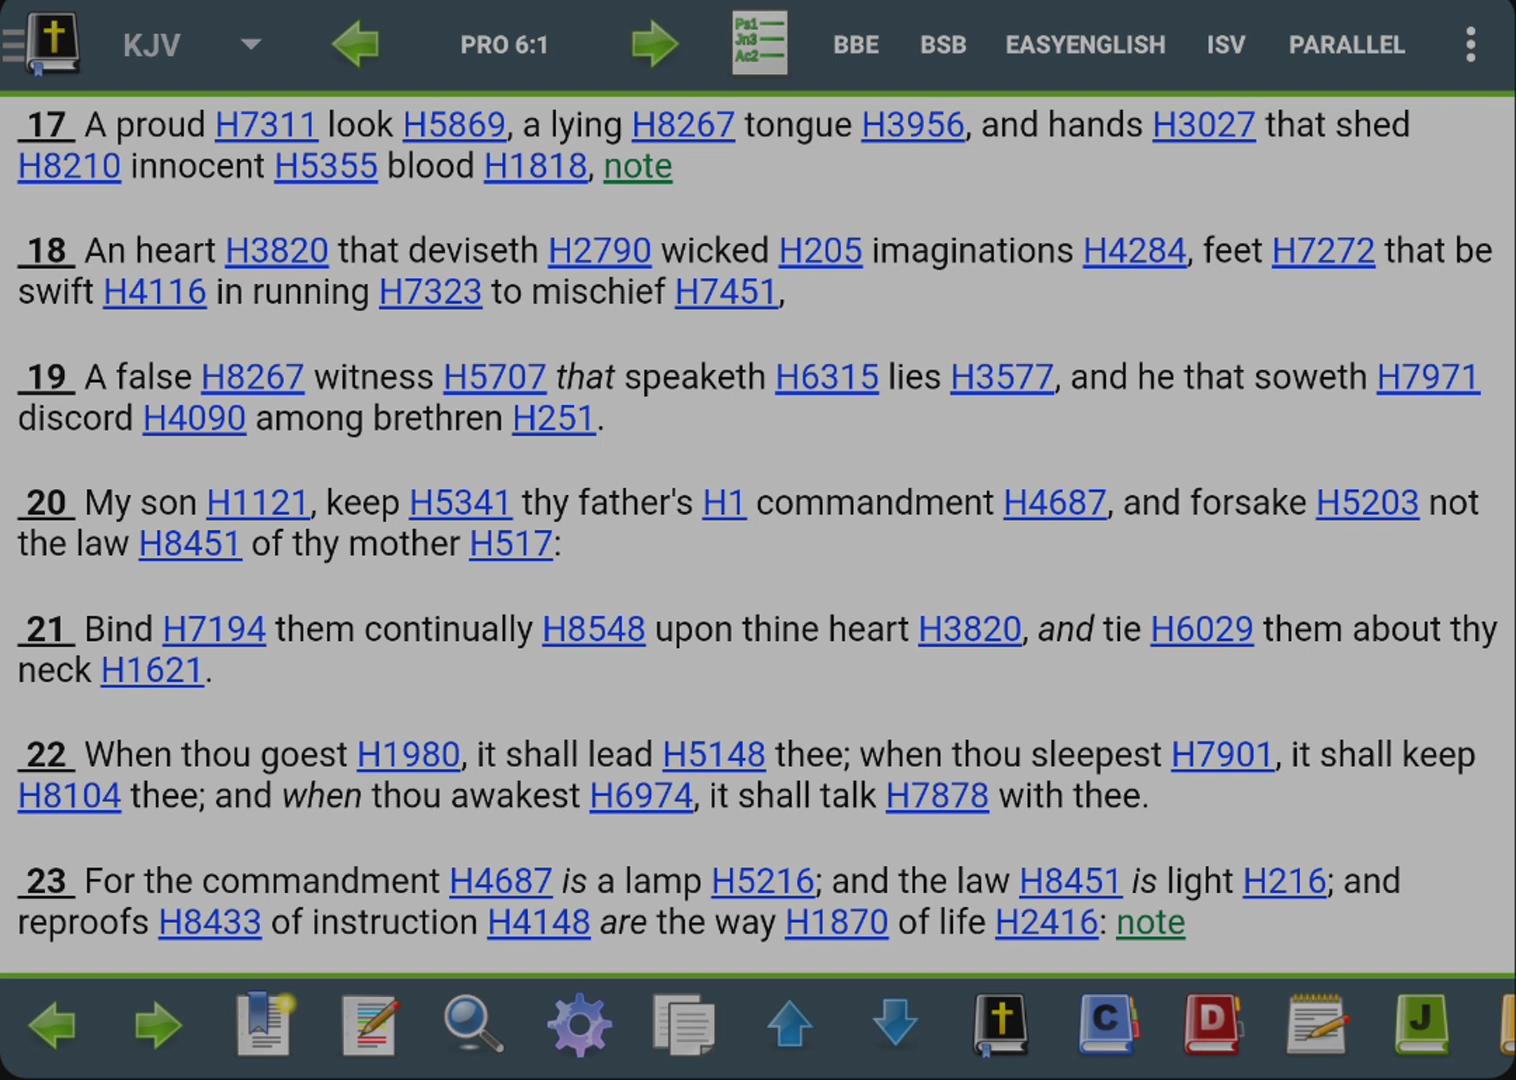 KJV PRO 6:1 Ps1 Jn3 Ac2 BBE BSB EASYENGLISH ISV PARALLEL
17 A proud H7311 look H5869, a lying H8267 tongue H3956, and hands H3027 that shed
H8210 innocent H5355 blood H1818, note
18 An heart H3820 that deviseth H2790 wicked H205 imaginations H4284, feet H7272 that be
swift H4116 in running H7323 to mischief H7451,
19 A false H8267 witness H5707 that speaketh H6315 lies H3577, and he that soweth H7971
discord H4090 among brethren H251.
20 My son H1121, keep H5341 thy father's H1 commandment H4687, and forsake H5203 not
the law H8451 of thy mother H517:
21 Bind H7194 them continually H8548 upon thine heart H3820, and tie H6029 them about thy
neck H1621.
22 When thou goest H1980, it shall lead H5148 thee; when thou sleepest H7901, it shall keep
H8104 thee; and when thou awakest H6974, it shall talk H7878 with thee.
23 For the commandment H4687 is a lamp H5216; and the law H8451 is light H216; and
reproofs H8433 of instruction H4148 are the way H1870 of life H2416: note
C D J